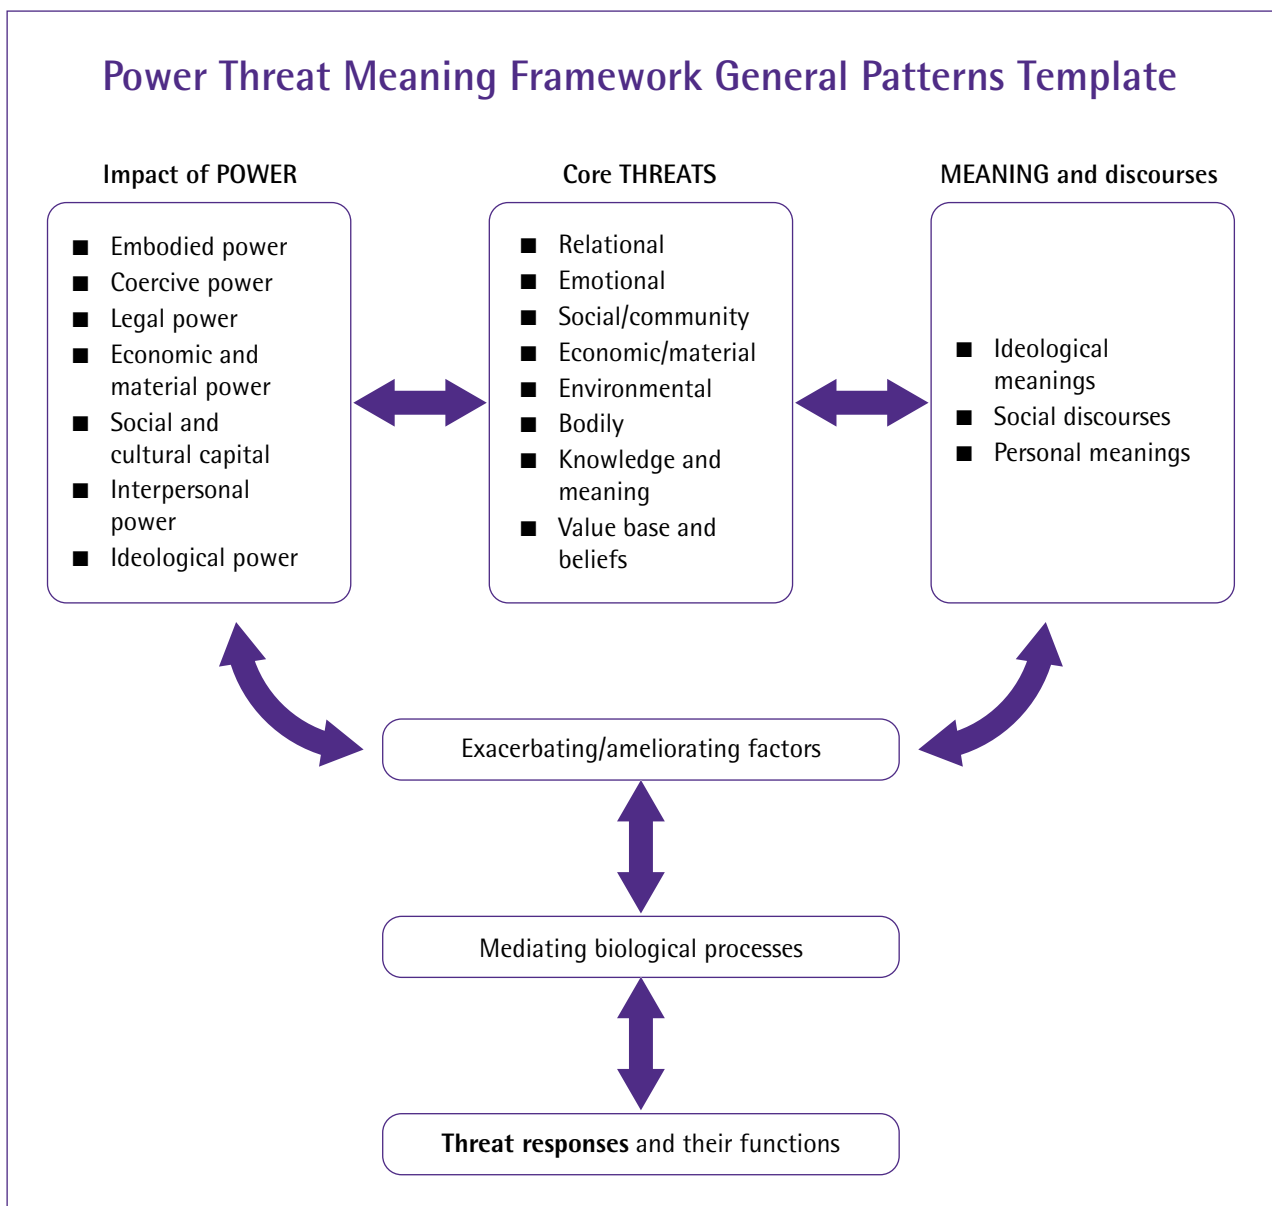 Power Threat Meaning Framework General Patterns Template
Impact of POWER
■ Embodied power
■ Coercive power
■ Legal power
■ Economic and
material power
■ Social and
cultural capital
■ Interpersonal
power
■ Ideological power
Core THREATS
■ Relational
■ Emotional
■ Social/community
■ Economic/material
■ Environmental
■ Bodily
■ Knowledge and
meaning
■ Value base and
beliefs
MEANING and discourses
■ Ideological
meanings
■ Social discourses
■ Personal meanings
Exacerbating/ameliorating factors
Mediating biological processes
Threat responses and their functions